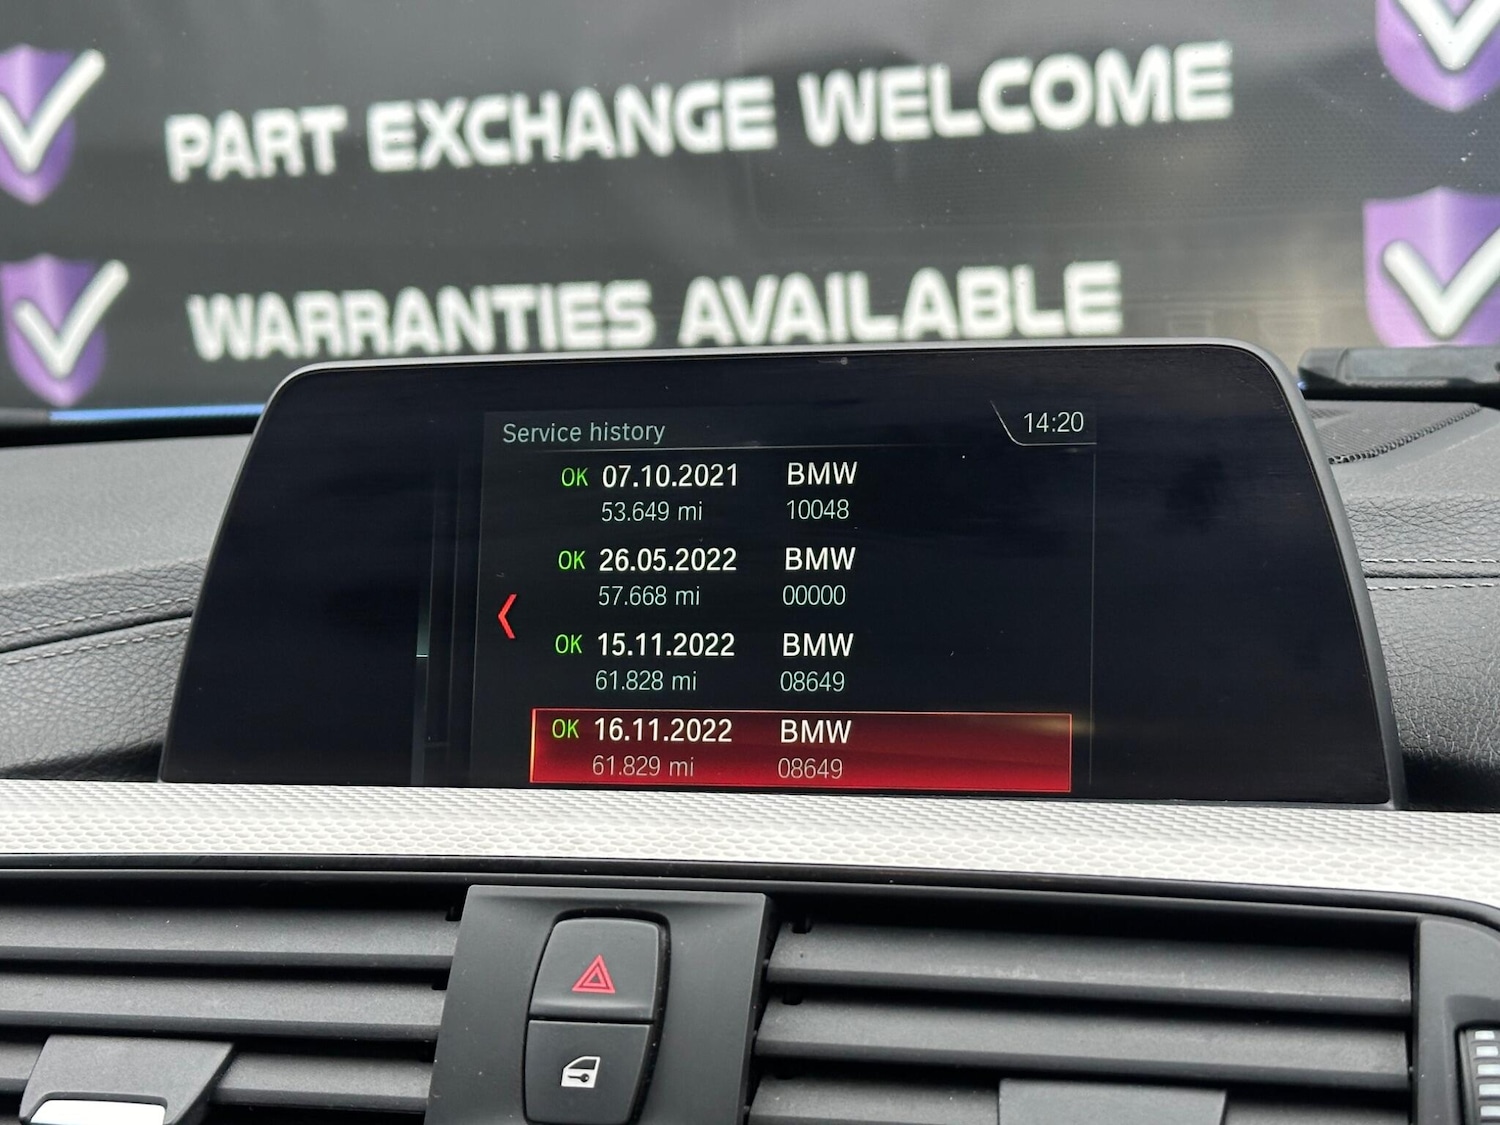 PART EXCHANGE WELCOME
WARRANTIES AVAILABLE
Service history 14:20
OK 07.10.2021 BMW
53.649 mi 10048
OK 26.05.2022 BMW
57.668 mi 00000
OK 15.11.2022 BMW
61.828 mi 08649
OK 16.11.2022 BMW
61.829 mi 08649